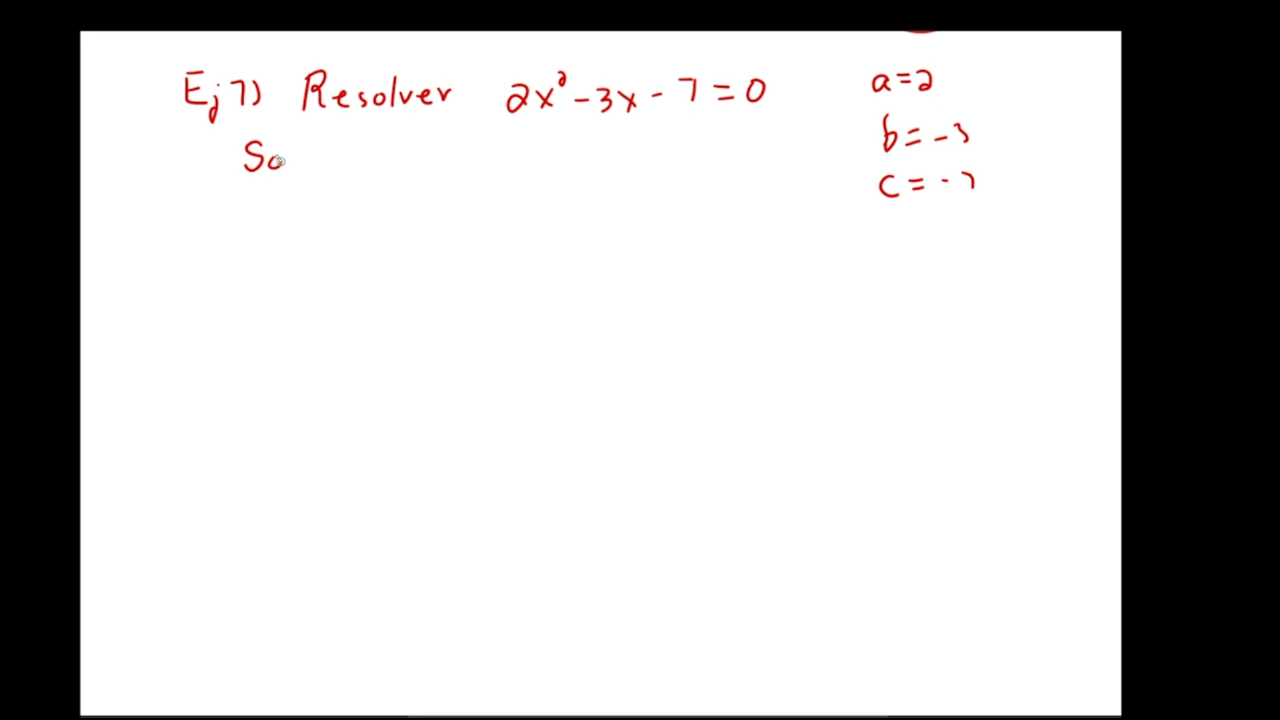 Ej 7) Resolver 2x² - 3x - 7 = 0
a = 2
b = -3
c = -7
So